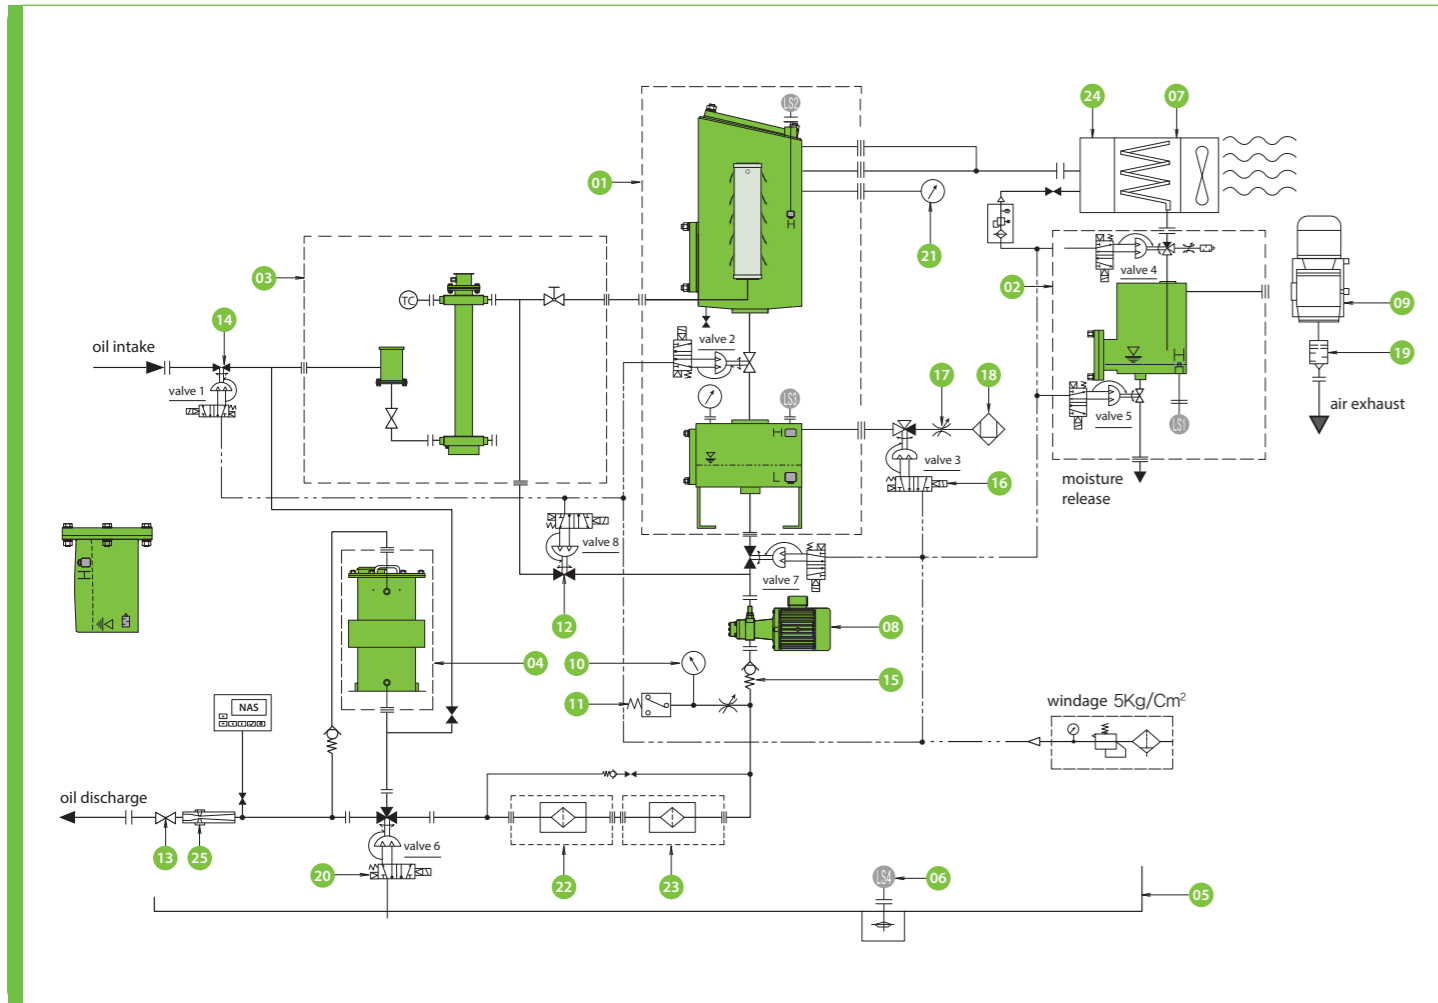 LS2
24
07
01
H
21
03
TC
valve 4
02
09
14
oil intake
valve 2
valve 1
19
17
18
LS3
air exhaust
H
valve 5
LS1
H
valve 3
L
16
moisture
release
valve 8
valve 7
H
12
08
04
10
15
11
windage 5Kg/Cm²
NAS
oil discharge
13
25
valve 6
20
22
23
LS4
06
05